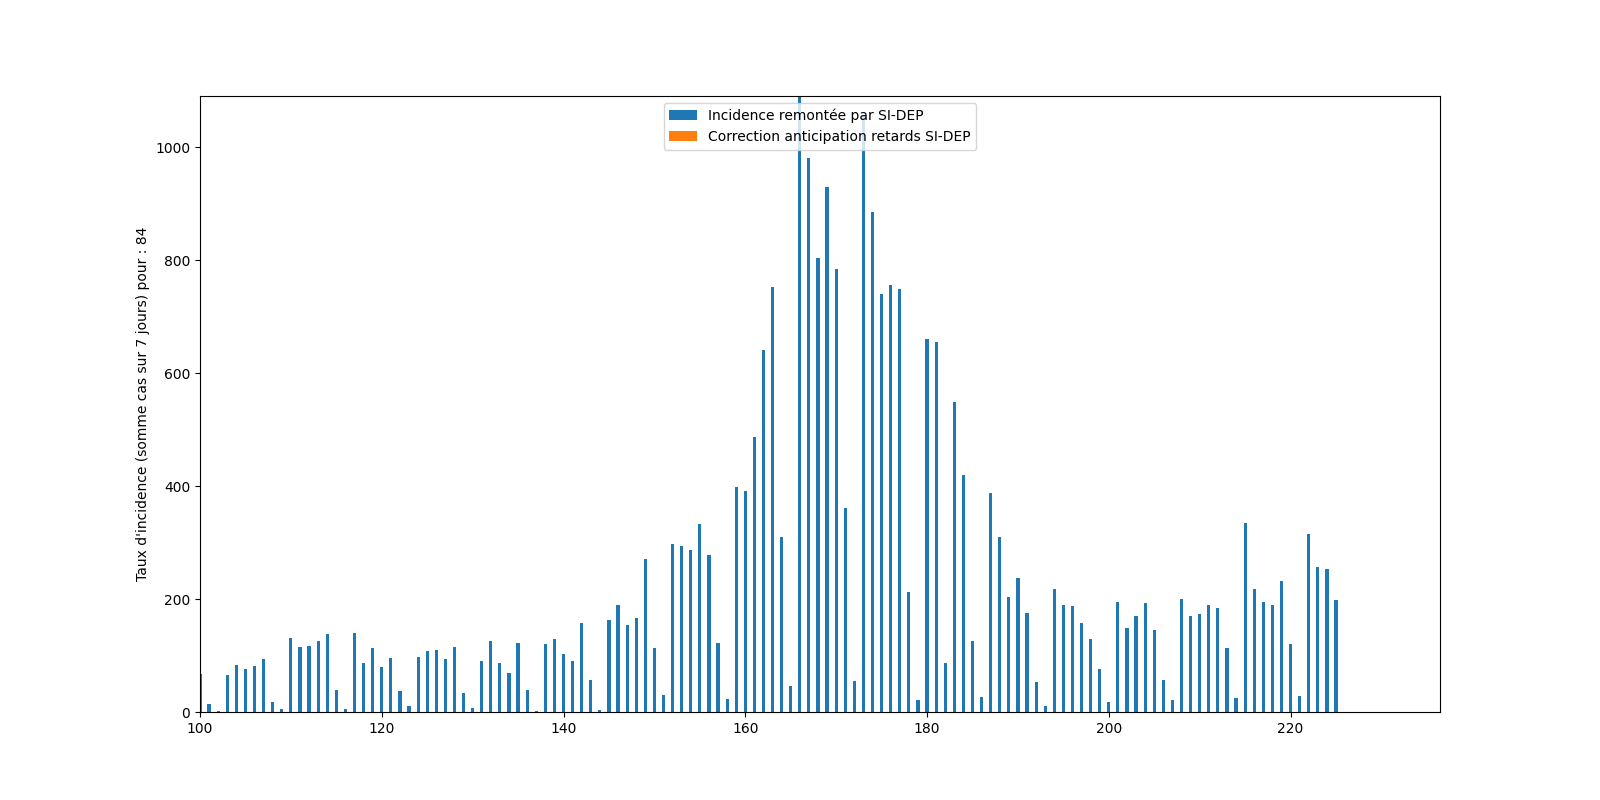 Incidence remontée par SI-DEP
Correction anticipation retards SI-DEP
Taux d'incidence (somme cas sur 7 jours) pour : 84
1000
800
600
400
200
0
100 120 140 160 180 200 220